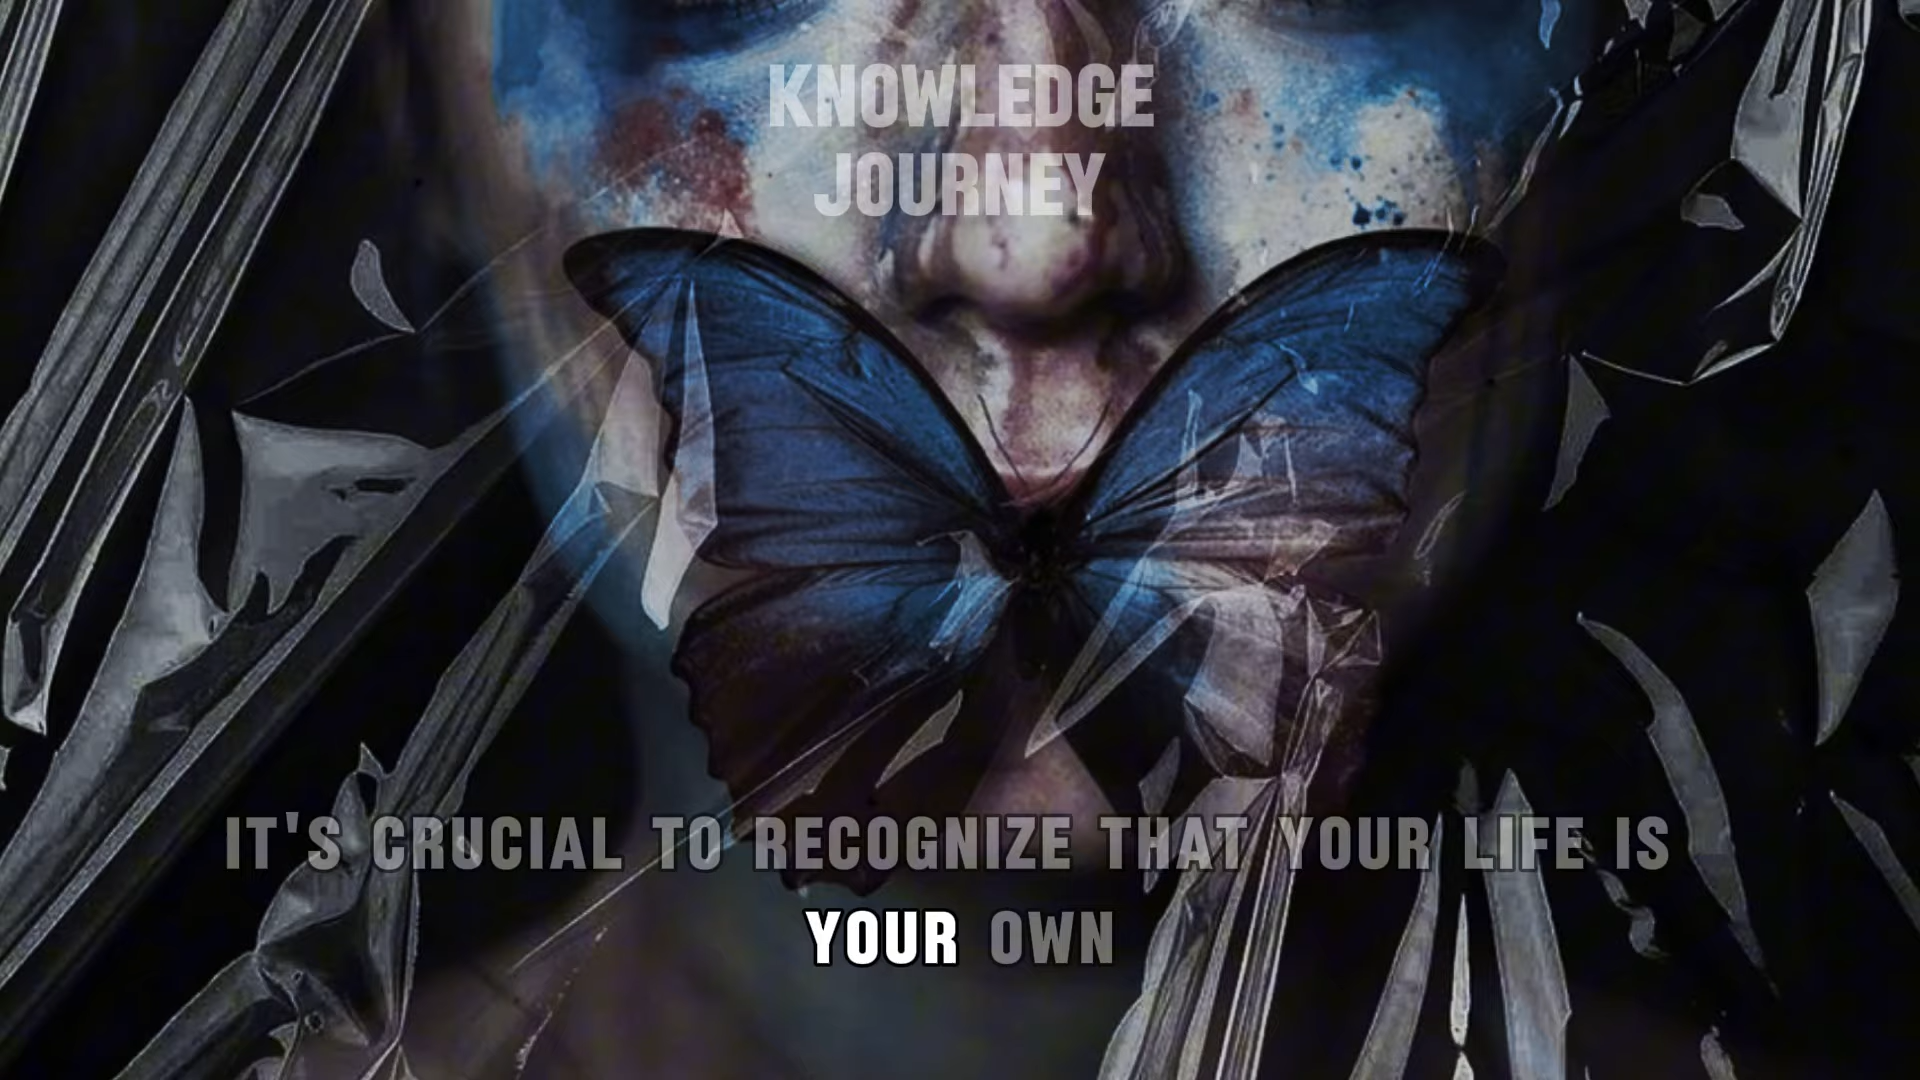 KNOWLEDGE
JOURNEY
IT'S CRUCIAL TO RECOGNIZE THAT YOUR LIFE IS
YOUR OWN